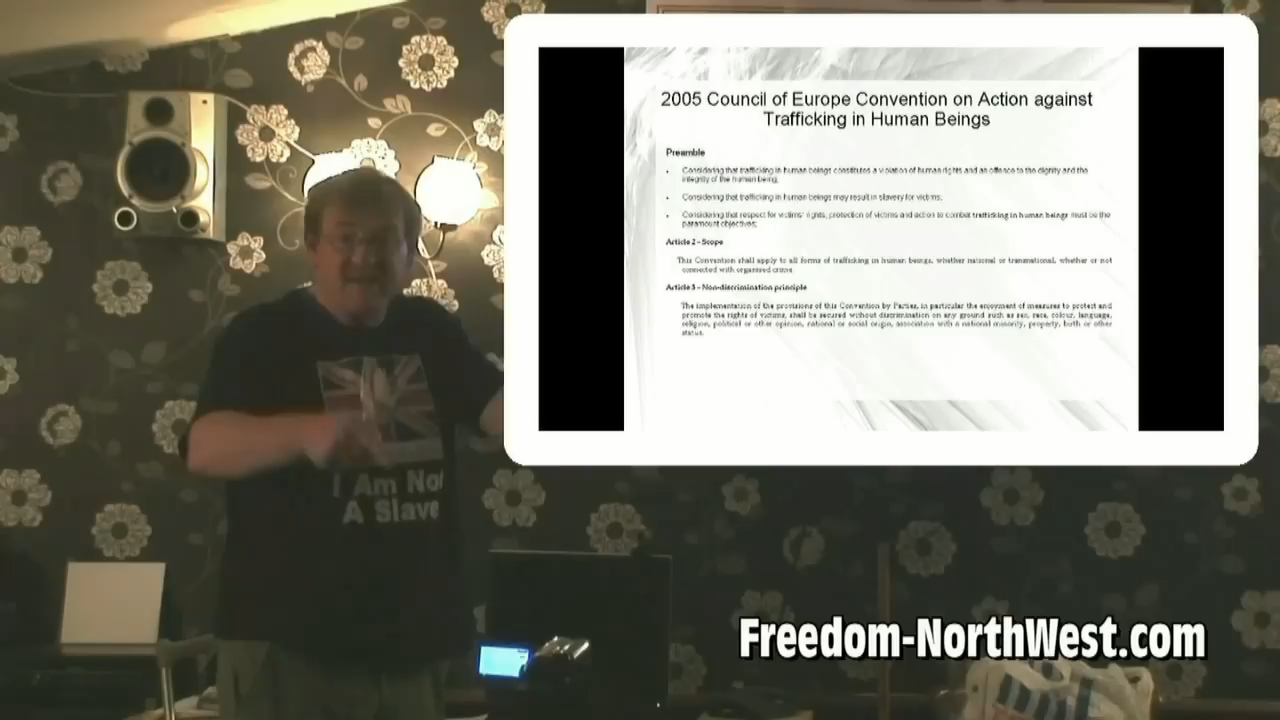 2005 Council of Europe Convention on Action against
Trafficking in Human Beings
Preamble
Considering that trafficking in human beings constitutes a violation of human rights and an offence to the dignity and the
integrity of the human being;
Considering that trafficking in human beings may result in slavery for victims;
Considering that respect for victims' rights, protection of victims and action to combat trafficking in human beings must be the
paramount objectives;
Article 2 – Scope
This Convention shall apply to all forms of trafficking in human beings, whether national or transnational, whether or not
connected with organised crime.
Article 3 – Non-discrimination principle
The implementation of the provisions of this Convention by Parties, in particular the enjoyment of measures to protect and
promote the rights of victims, shall be secured without discrimination on any ground such as sex, race, colour, language,
religion, political or other opinion, national or social origin, association with a national minority, property, birth or other
status.
I Am Not
A Slave
Freedom-NorthWest.com